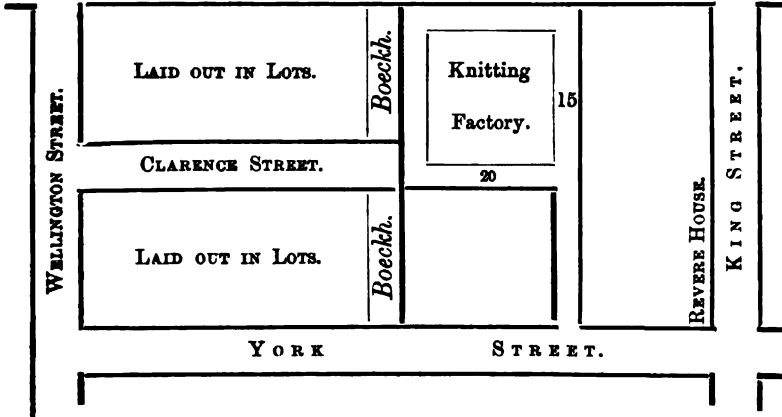 LAID OUT IN LOTS.
Boeckh.
Knitting
Factory.
15
WELLINGTON STREET.
KING STREET.
CLARENCE STREET.
20
REVERE HOUSE.
LAID OUT IN LOTS.
Boeckh.
YORK STREET.